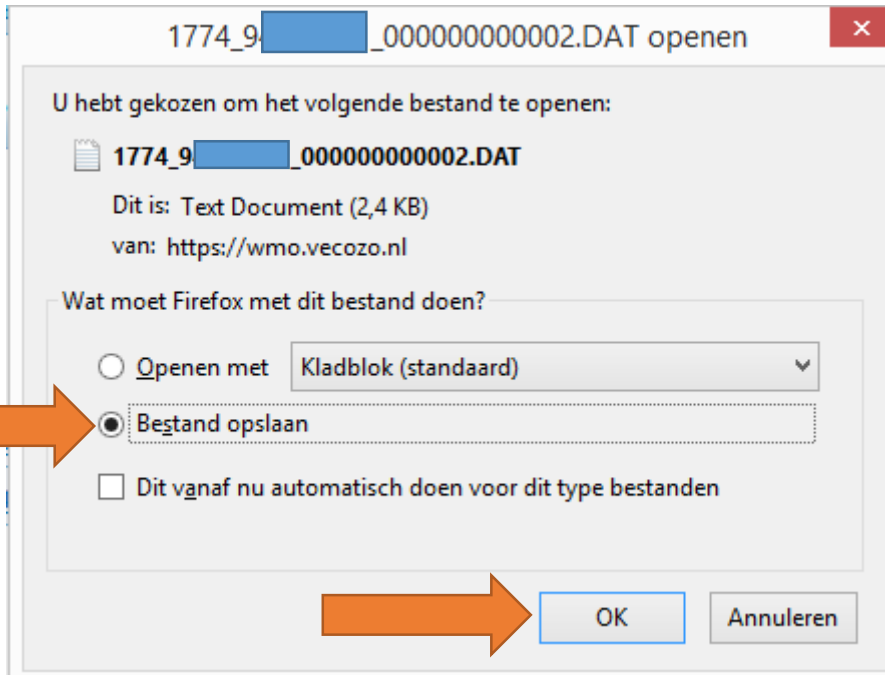 1774_9 _000000000002.DAT openen
U hebt gekozen om het volgende bestand te openen:
1774_9 _000000000002.DAT
Dit is: Text Document (2,4 KB)
van: https://wmo.vecozo.nl
Wat moet Firefox met dit bestand doen?
Openen met Kladblok (standaard)
Bestand opslaan
Dit vanaf nu automatisch doen voor dit type bestanden
OK Annuleren